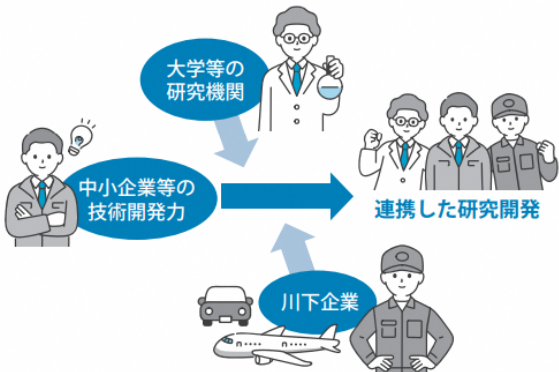 大学等の
研究機関
中小企業等の
技術開発力
連携した研究開発
川下企業